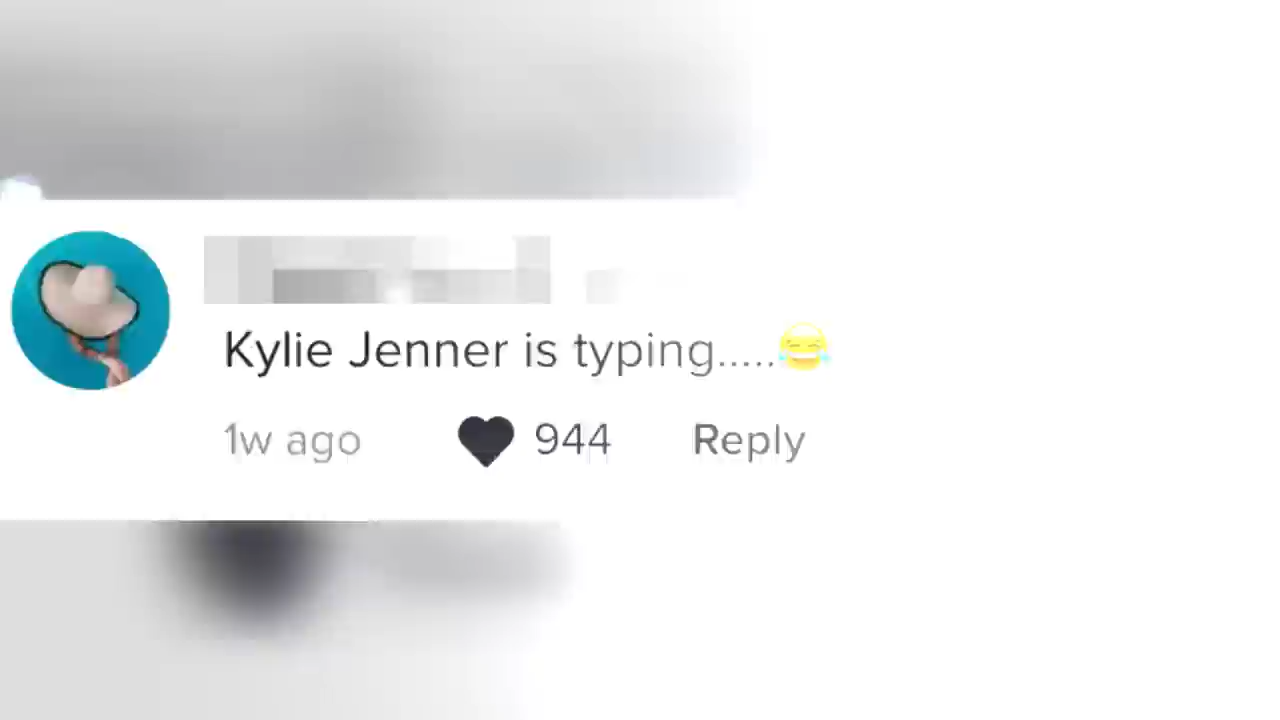 Kylie Jenner is typing.....😂
1w ago 944 Reply